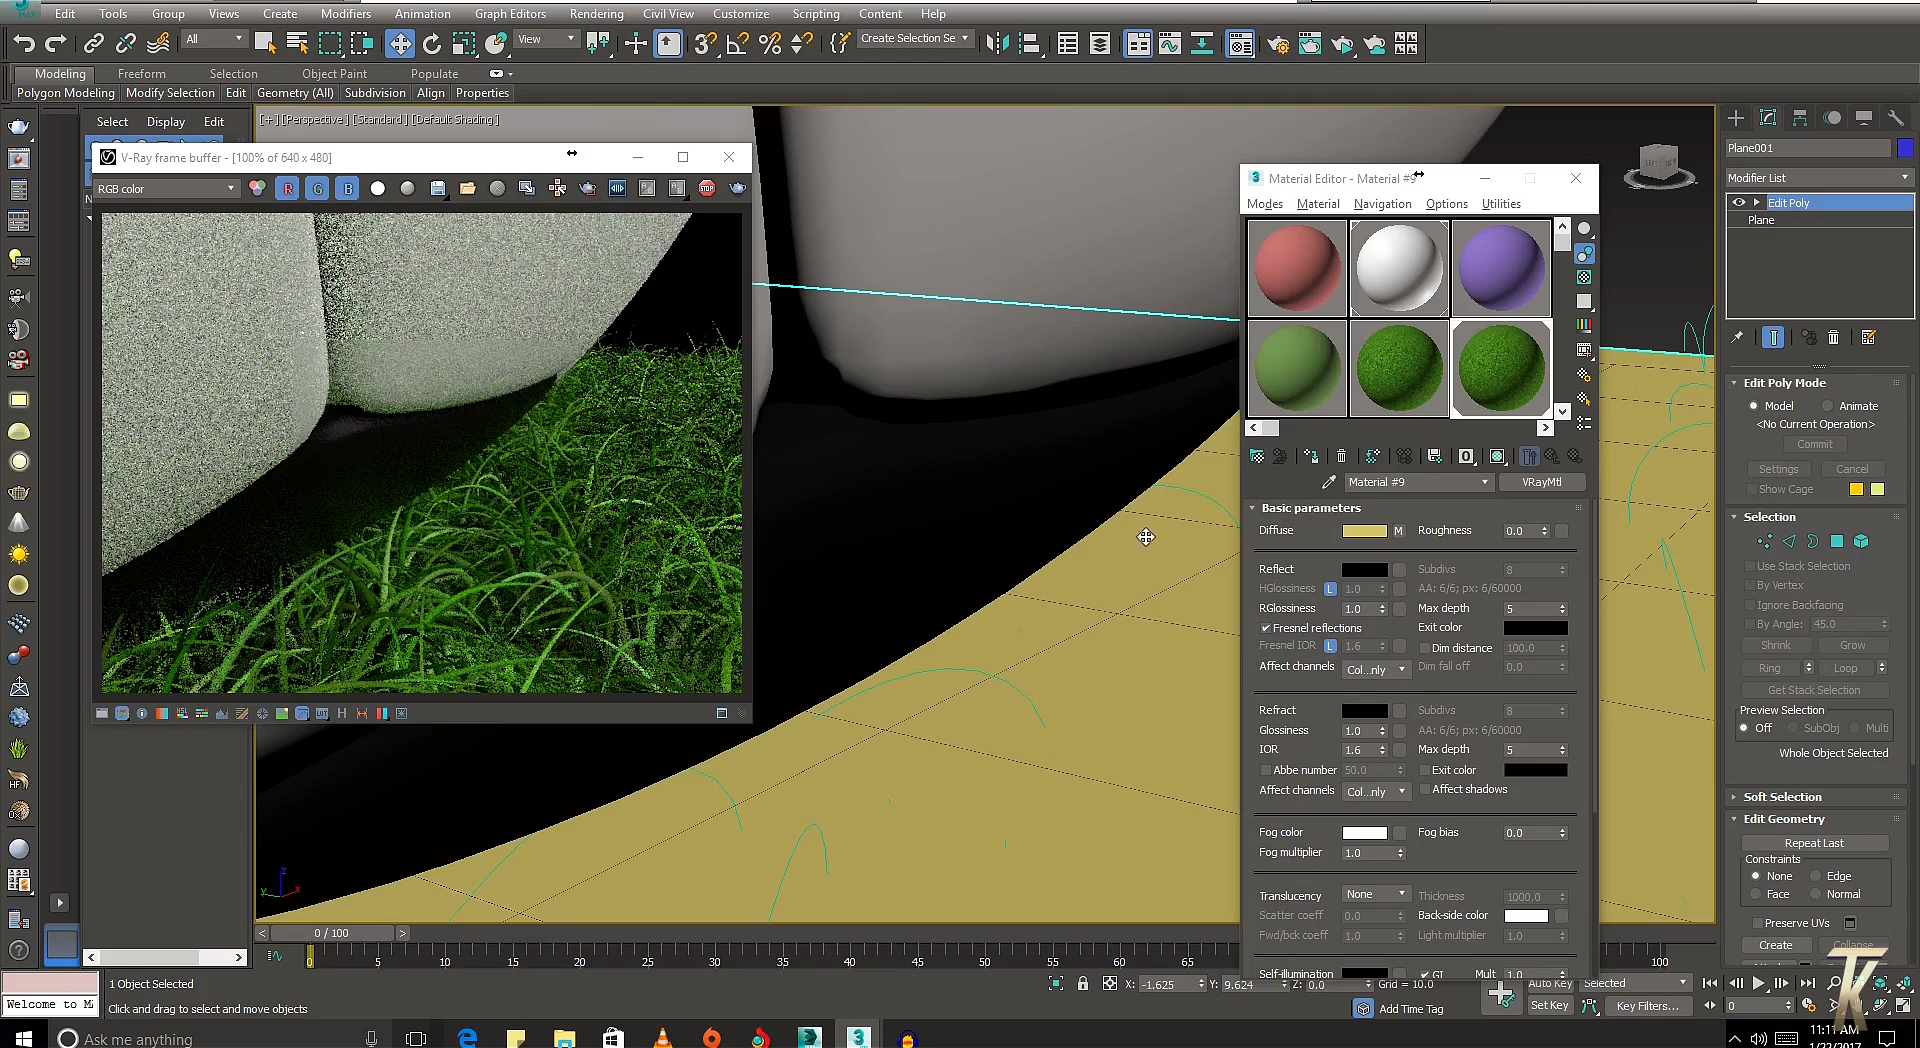 Edit Tools Group Views Create Modifiers Animation Graph Editors Rendering Civil View Customize Scripting Content Help
MAX
All View Create Selection Se
Modeling Freeform Selection Object Paint Populate
Polygon Modeling Modify Selection Edit Geometry (All) Subdivision Align Properties
Select Display Edit
[+] [Perspective] [Standard] [Default Shading]
V-Ray frame buffer - [100% of 640 x 480]
RGB color R G B
STOP
Material Editor - Material #9
Modes Material Navigation Options Utilities
0
Material #9 VRayMtl
Basic parameters
Diffuse M Roughness 0.0
Reflect Subdivs 8
HGlossiness L 1.0 AA: 6/6; px: 6/60000
RGlossiness 1.0 Max depth 5
Fresnel reflections Exit color
Fresnel IOR L 1.6 Dim distance 100.0
Affect channels Col...nly Dim fall off 0.0
Refract Subdivs 8
Glossiness 1.0 AA: 6/6; px: 6/60000
IOR 1.6 Max depth 5
Abbe number 50.0 Exit color
Affect channels Col...nly Affect shadows
Fog color Fog bias 0.0
Fog multiplier 1.0
Translucency None Thickness 1000.0
Scatter coeff 0.0 Back-side color
Fwd/bck coeff 1.0 Light multiplier 1.0
Self-illumination GI Mult 1.0
Plane001
Modifier List
Edit Poly
Plane
Edit Poly Mode
Model Animate
<No Current Operation>
Commit
Settings Cancel
Show Cage
Selection
Use Stack Selection
By Vertex
Ignore Backfacing
By Angle: 45.0
Shrink Grow
Ring Loop
Get Stack Selection
Preview Selection
Off SubObj Multi
Whole Object Selected
Soft Selection
Edit Geometry
Repeat Last
Constraints
None Edge
Face Normal
Preserve UVs
Create Collapse
HF
z
y x
< 0 / 100 >
0 5 10 15 20 25 30 35 40 45 50 55 60 65 100
Welcome to M
1 Object Selected
Click and drag to select and move objects
X: -1.625 Y: 9.624 Z: 0.0 Grid = 10.0
Add Time Tag
Auto Key Selected
Set Key Key Filters...
0
TK
Ask me anything
11:11 AM
1/22/2017